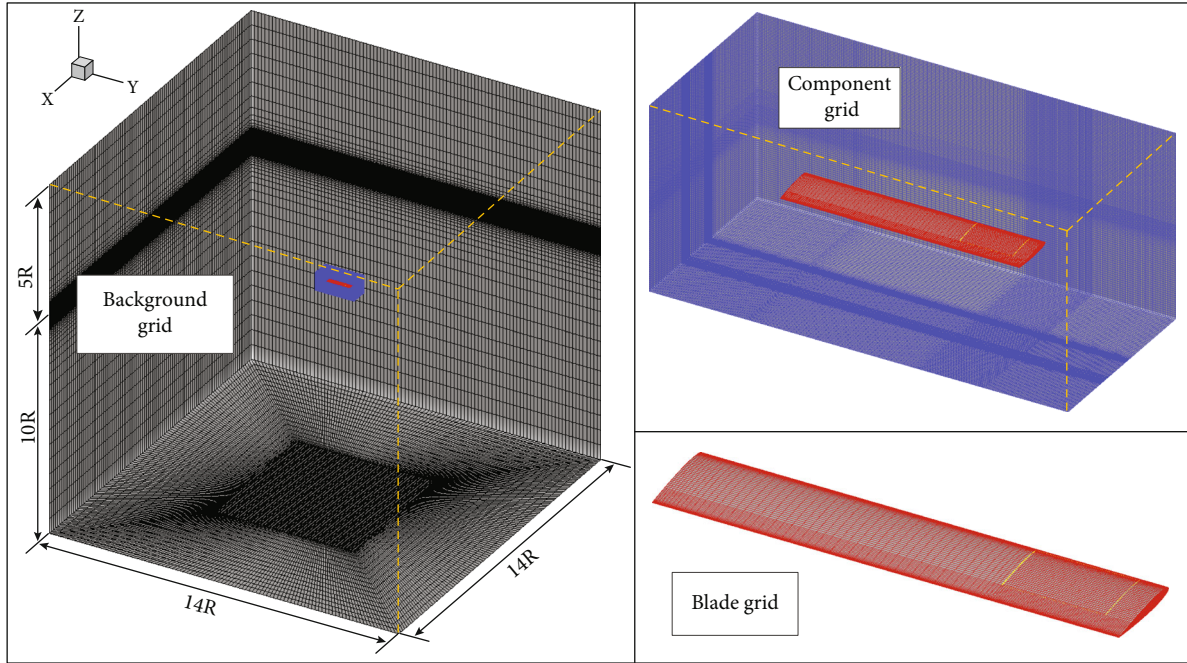 Z
Y
X
5R
Background
grid
10R
14R
14R
Component
grid
Blade grid